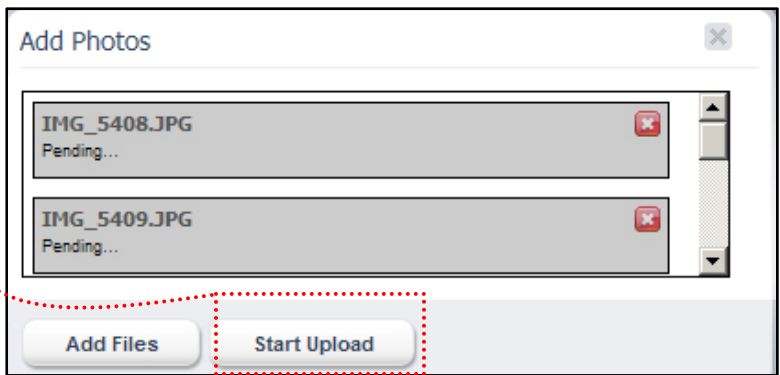 Add Photos
IMG_5408.JPG
Pending...
IMG_5409.JPG
Pending...
Add Files
Start Upload